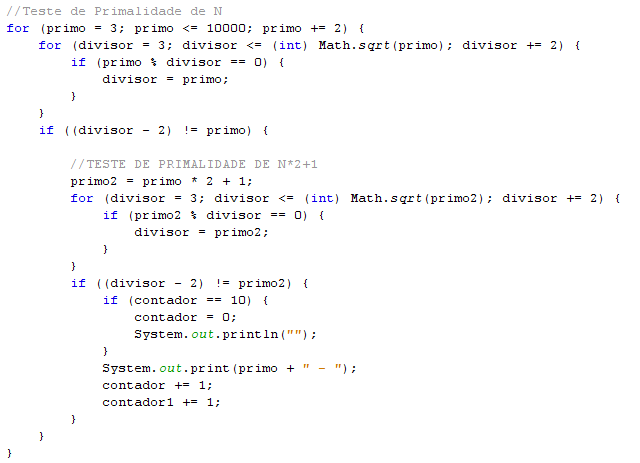 //Teste de Primalidade de N
for (primo = 3; primo <= 10000; primo += 2) {
    for (divisor = 3; divisor <= (int) Math.sqrt(primo); divisor += 2) {
        if (primo % divisor == 0) {
            divisor = primo;
        }
    }
    if ((divisor - 2) != primo) {

        //TESTE DE PRIMALIDADE DE N*2+1
        primo2 = primo * 2 + 1;
        for (divisor = 3; divisor <= (int) Math.sqrt(primo2); divisor += 2) {
            if (primo2 % divisor == 0) {
                divisor = primo2;
            }
        }
        if ((divisor - 2) != primo2) {
            if (contador == 10) {
                contador = 0;
                System.out.println("");
            }
            System.out.print(primo + " - ");
            contador += 1;
            contador1 += 1;
        }
    }
}